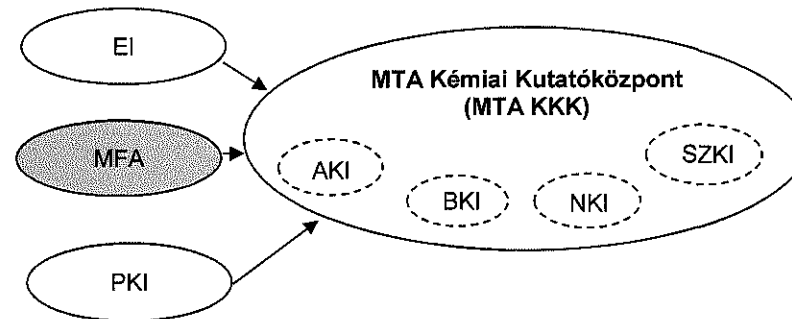 EI
MTA Kémiai Kutatóközpont
(MTA KKK)
MFA
AKI
SZKI
BKI
NKI
PKI